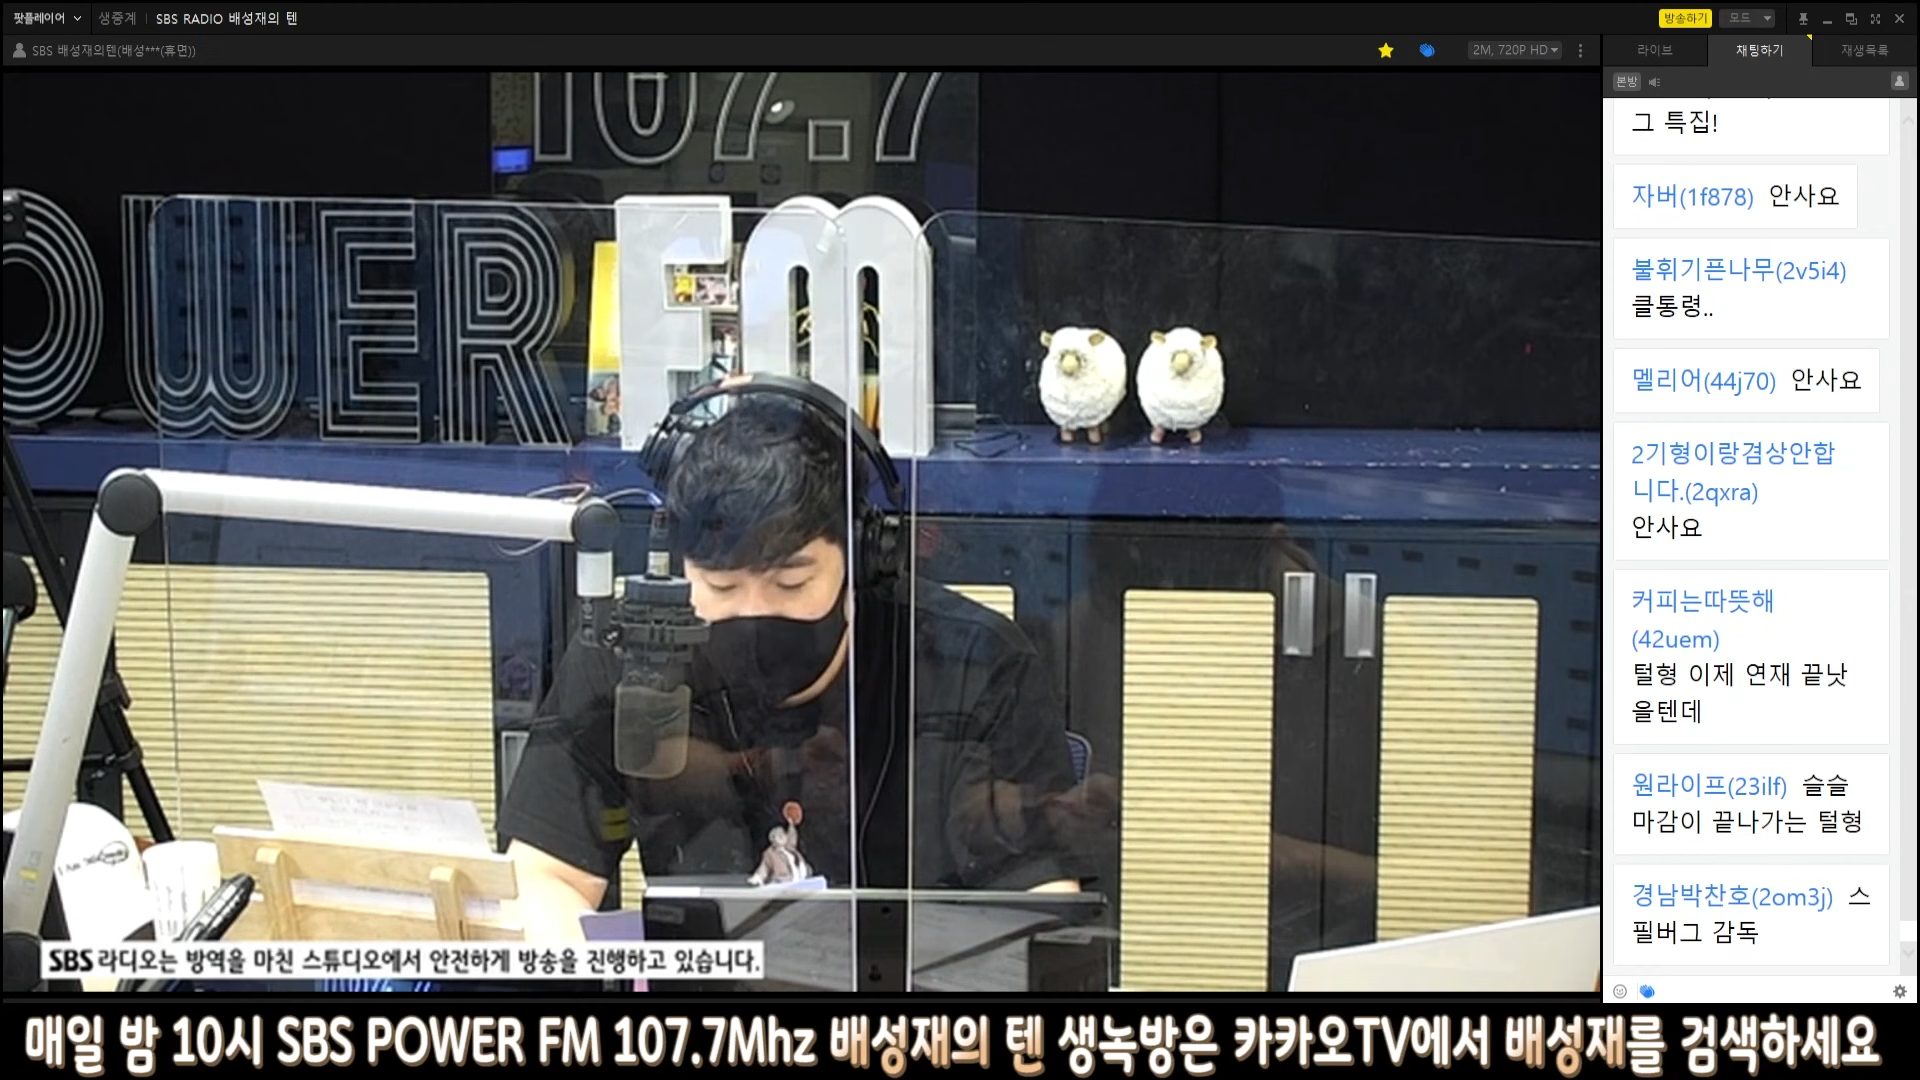 팟플레이어
생중계
SBS RADIO 배성재의 텐
방송하기
모드
SBS 배성재의텐(배성***(휴면))
2M, 720P HD
라이브
채팅하기
재생목록
본방
107.7
OWER FM
그 특집!
자버(1f878) 안사요
불휘기픈나무(2v5i4)
클통령..
멜리어(44j70) 안사요
2기형이랑겸상안합
니다.(2qxra)
안사요
커피는따뜻해
(42uem)
털형 이제 연재 끝낫
을텐데
원라이프(23ilf) 슬슬
마감이 끝나가는 털형
경남박찬호(2om3j) 스
필버그 감독
SBS 라디오는 방역을 마친 스튜디오에서 안전하게 방송을 진행하고 있습니다.
매일 밤 10시 SBS POWER FM 107.7Mhz 배성재의 텐 생녹방은 카카오TV에서 배성재를 검색하세요